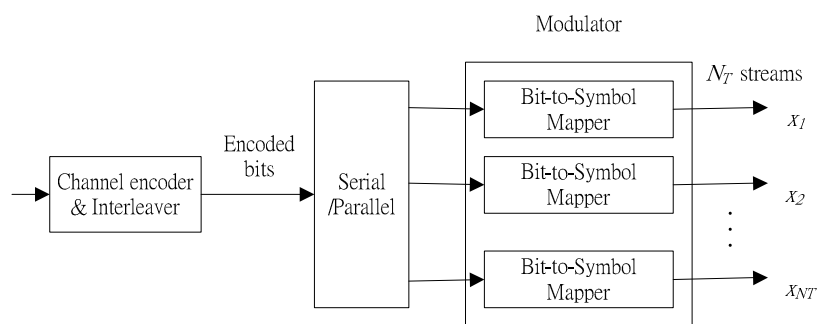 Modulator
N_T streams
Bit-to-Symbol
Mapper
x_1
Encoded
bits
Channel encoder
& Interleaver
Serial
/Parallel
Bit-to-Symbol
Mapper
x_2
Bit-to-Symbol
Mapper
x_NT